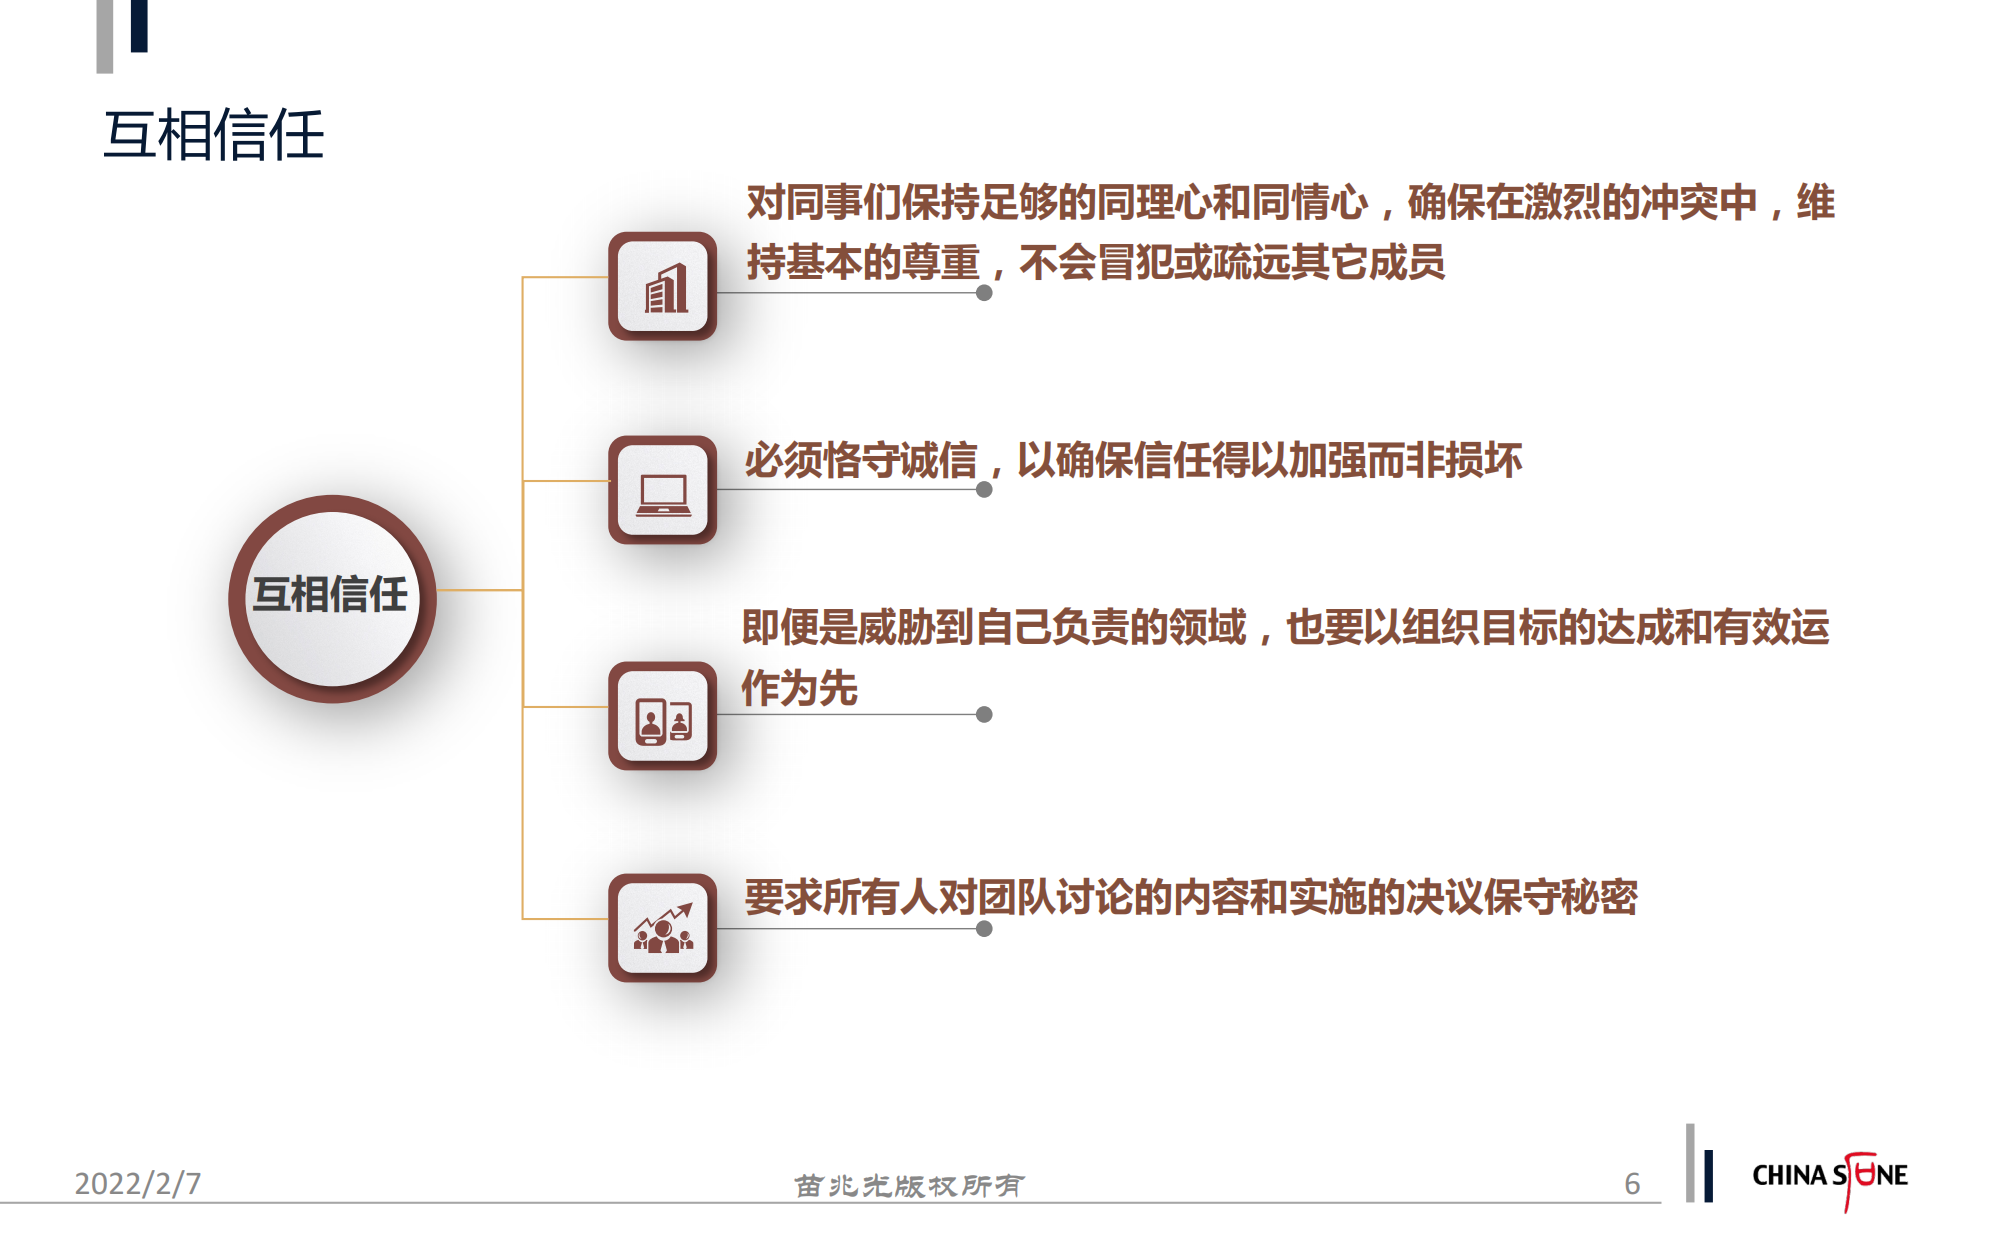 互相信任
对同事们保持足够的同理心和同情心，确保在激烈的冲突中，维
持基本的尊重，不会冒犯或疏远其它成员
必须恪守诚信，以确保信任得以加强而非损坏
互相信任
即便是威胁到自己负责的领域，也要以组织目标的达成和有效运
作为先
要求所有人对团队讨论的内容和实施的决议保守秘密
2022/2/7
苗兆光版权所有
6
CHINA STONE